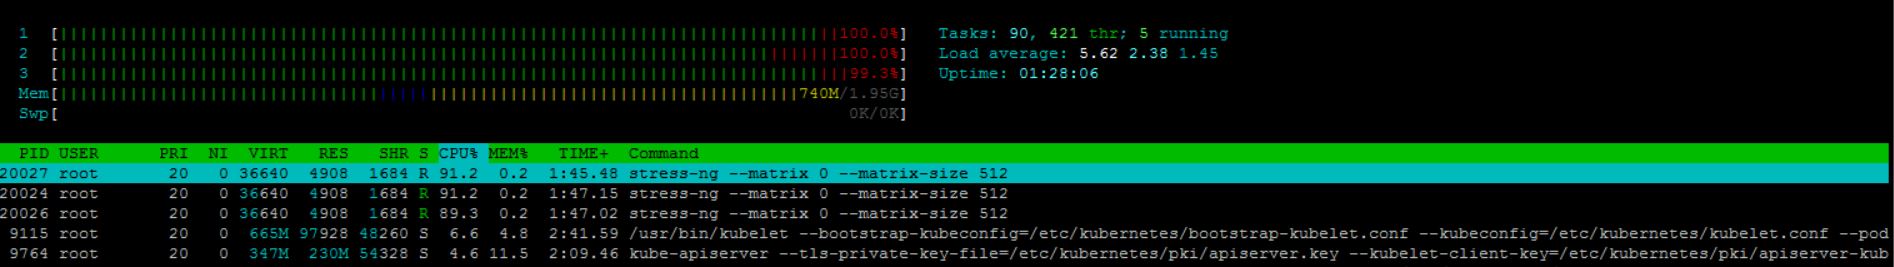 1 [||||||||||||||||||||||||||||||||||||||||||||||||||||||||||||||||||||||||||||||100.0%] Tasks: 90, 421 thr; 5 running
2 [||||||||||||||||||||||||||||||||||||||||||||||||||||||||||||||||||||||||||||||100.0%] Load average: 5.62 2.38 1.45
3 [|||||||||||||||||||||||||||||||||||||||||||||||||||||||||||||||||||||||||||||||99.3%] Uptime: 01:28:06
Mem[||||||||||||||||||||||||||||||||||||||||||||||||||||||||||||||||||||||||||740M/1.95G]
Swp[ 0K/0K]
PID USER PRI NI VIRT RES SHR S CPU% MEM% TIME+ Command
20027 root 20 0 36640 4908 1684 R 91.2 0.2 1:45.48 stress-ng --matrix 0 --matrix-size 512
20024 root 20 0 36640 4908 1684 R 91.2 0.2 1:47.15 stress-ng --matrix 0 --matrix-size 512
20026 root 20 0 36640 4908 1684 R 89.3 0.2 1:47.02 stress-ng --matrix 0 --matrix-size 512
9115 root 20 0 665M 97928 48260 S 6.6 4.8 2:41.59 /usr/bin/kubelet --bootstrap-kubeconfig=/etc/kubernetes/bootstrap-kubelet.conf --kubeconfig=/etc/kubernetes/kubelet.conf --pod
9764 root 20 0 347M 230M 54328 S 4.6 11.5 2:09.46 kube-apiserver --tls-private-key-file=/etc/kubernetes/pki/apiserver.key --kubelet-client-key=/etc/kubernetes/pki/apiserver-kub